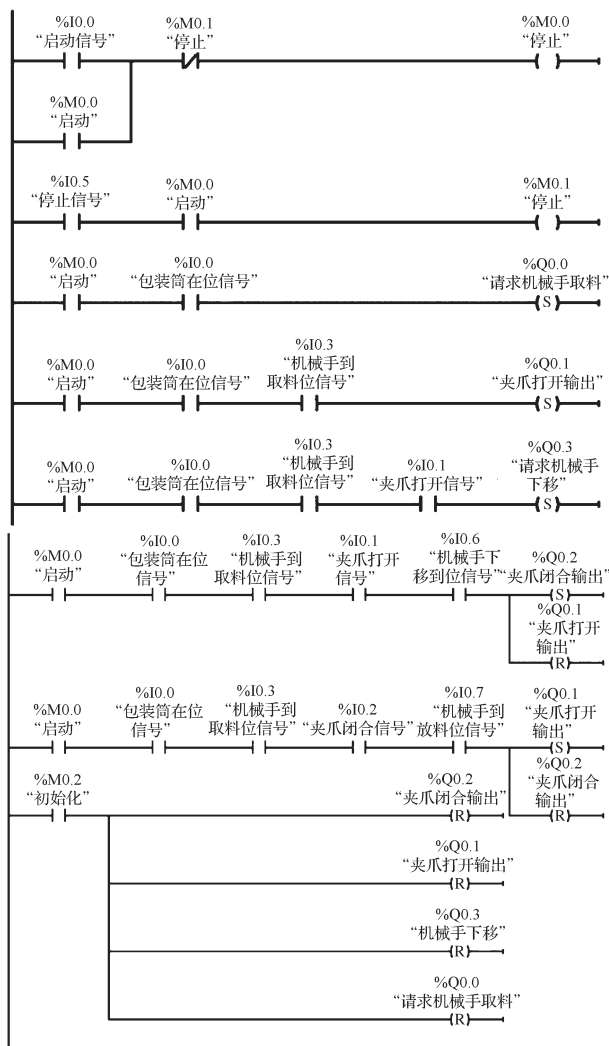 %I0.0 %M0.1 %M0.0
“启动信号” “停止” “停止”
%M0.0
“启动”
%I0.5 %M0.0 %M0.1
“停止信号” “启动” “停止”
%M0.0 %I0.0 %Q0.0
“启动” “包装筒在位信号” “请求机械手取料”
S
%I0.3
%M0.0 %I0.0 “机械手到 %Q0.1
“启动” “包装筒在位信号” 取料位信号” “夹爪打开输出”
S
%I0.3 %Q0.3
%M0.0 %I0.0 “机械手到 %I0.1 “请求机械手
“启动” “包装筒在位信号” 取料位信号” “夹爪打开信号” 下移”
S
%I0.0 %I0.3 %I0.1 %I0.6
%M0.0 “包装筒在位 “机械手到 “夹爪打开 “机械手下 %Q0.2
“启动” 信号” 取料位信号” 信号” 移到位信号” “夹爪闭合输出”
S
%Q0.1
“夹爪打开
输出”
R
%I0.0 %I0.3 %I0.7 %Q0.1
%M0.0 “包装筒在位 “机械手到 %I0.2 “机械手到 “夹爪打开
“启动” 信号” 取料位信号” “夹爪闭合信号” 放料位信号” 输出”
S
%M0.2 %Q0.2 %Q0.2
“初始化” “夹爪闭合输出” “夹爪闭合
输出”
R R
%Q0.1
“夹爪打开输出”
R
%Q0.3
“机械手下移”
R
%Q0.0
“请求机械手取料”
R